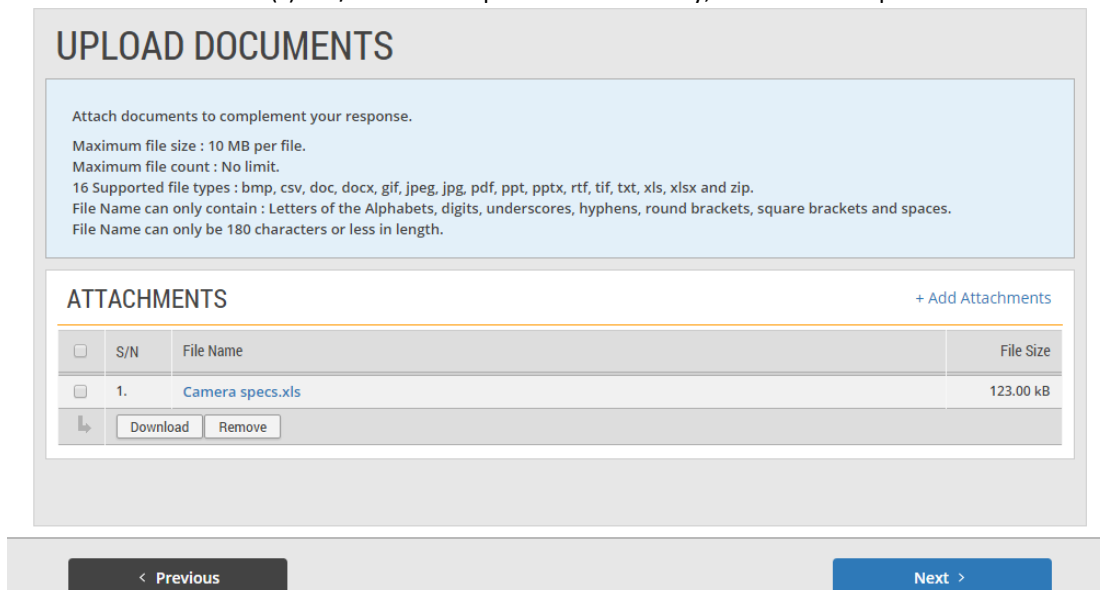 UPLOAD DOCUMENTS
Attach documents to complement your response.
Maximum file size : 10 MB per file.
Maximum file count : No limit.
16 Supported file types : bmp, csv, doc, docx, gif, jpeg, jpg, pdf, ppt, pptx, rtf, tif, txt, xls, xlsx and zip.
File Name can only contain : Letters of the Alphabets, digits, underscores, hyphens, round brackets, square brackets and spaces.
File Name can only be 180 characters or less in length.
ATTACHMENTS + Add Attachments
S/N File Name File Size
1. Camera specs.xls 123.00 kB
Download Remove
< Previous Next >